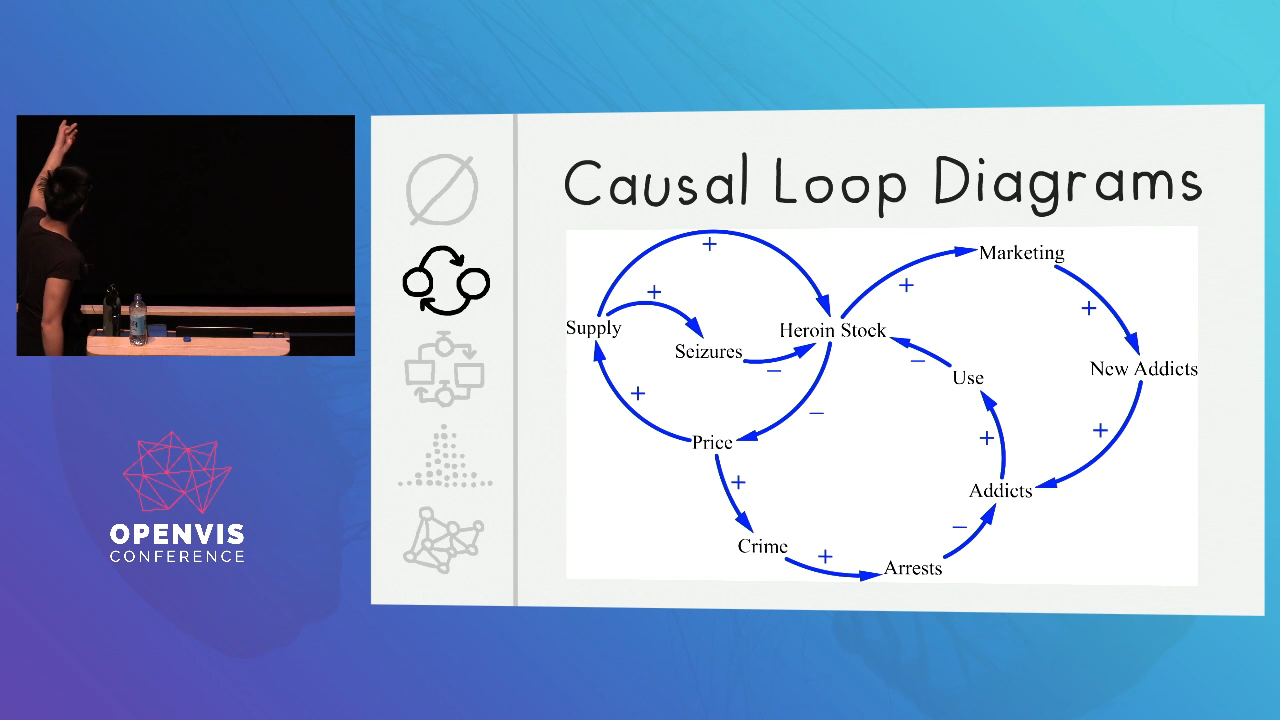 Causal Loop Diagrams
+
Marketing
+
+
+
Supply
Heroin Stock
Seizures
−
−
New Addicts
Use
+
−
+
+
Price
+
Addicts
−
Crime
+
Arrests
OPENVIS
CONFERENCE